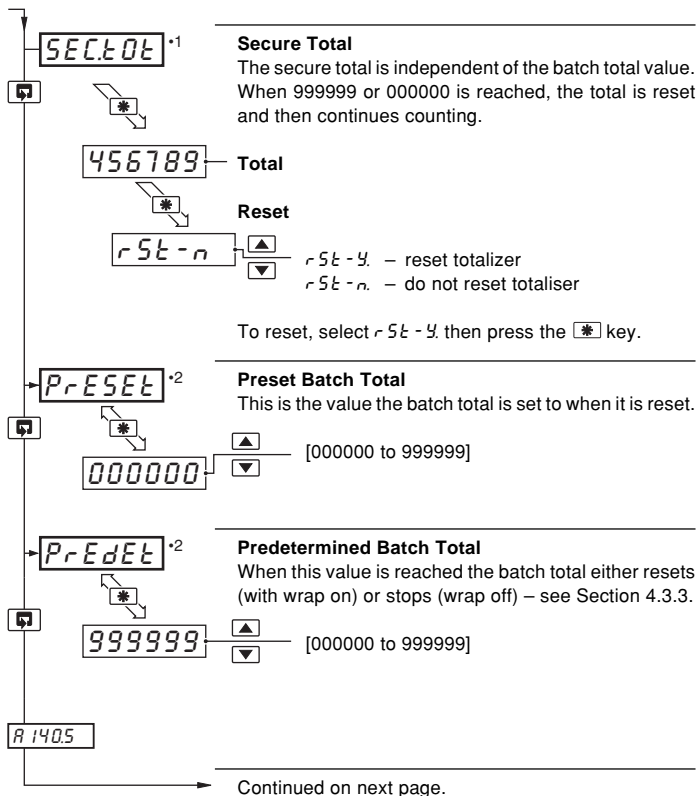 SEC.tOt •1
Secure Total
The secure total is independent of the batch total value.
When 999999 or 000000 is reached, the total is reset
and then continues counting.
456789
Total
Reset
rSt-n
rSt-Y. – reset totalizer
rSt-n. – do not reset totaliser
To reset, select rSt-Y. then press the * key.
PrESEt •2
Preset Batch Total
This is the value the batch total is set to when it is reset.
000000
[000000 to 999999]
PrEdEt •2
Predetermined Batch Total
When this value is reached the batch total either resets
(with wrap on) or stops (wrap off) – see Section 4.3.3.
999999
[000000 to 999999]
A 140.5
Continued on next page.